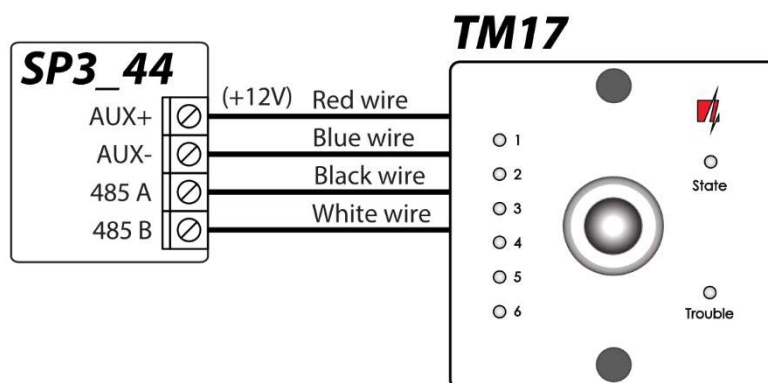 TM17
SP3_44
AUX+ (+12V) Red wire
AUX- Blue wire
485 A Black wire
485 B White wire
1
2
3
4
5
6
State
Trouble